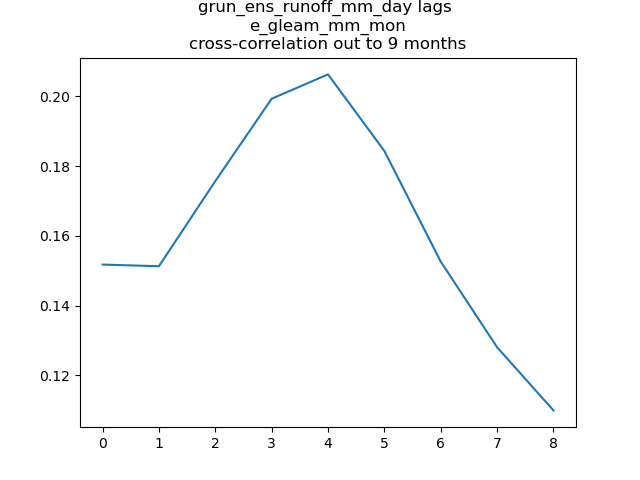 grun_ens_runoff_mm_day lags
e_gleam_mm_mon
cross-correlation out to 9 months
0.20
0.18
0.16
0.14
0.12
0 1 2 3 4 5 6 7 8